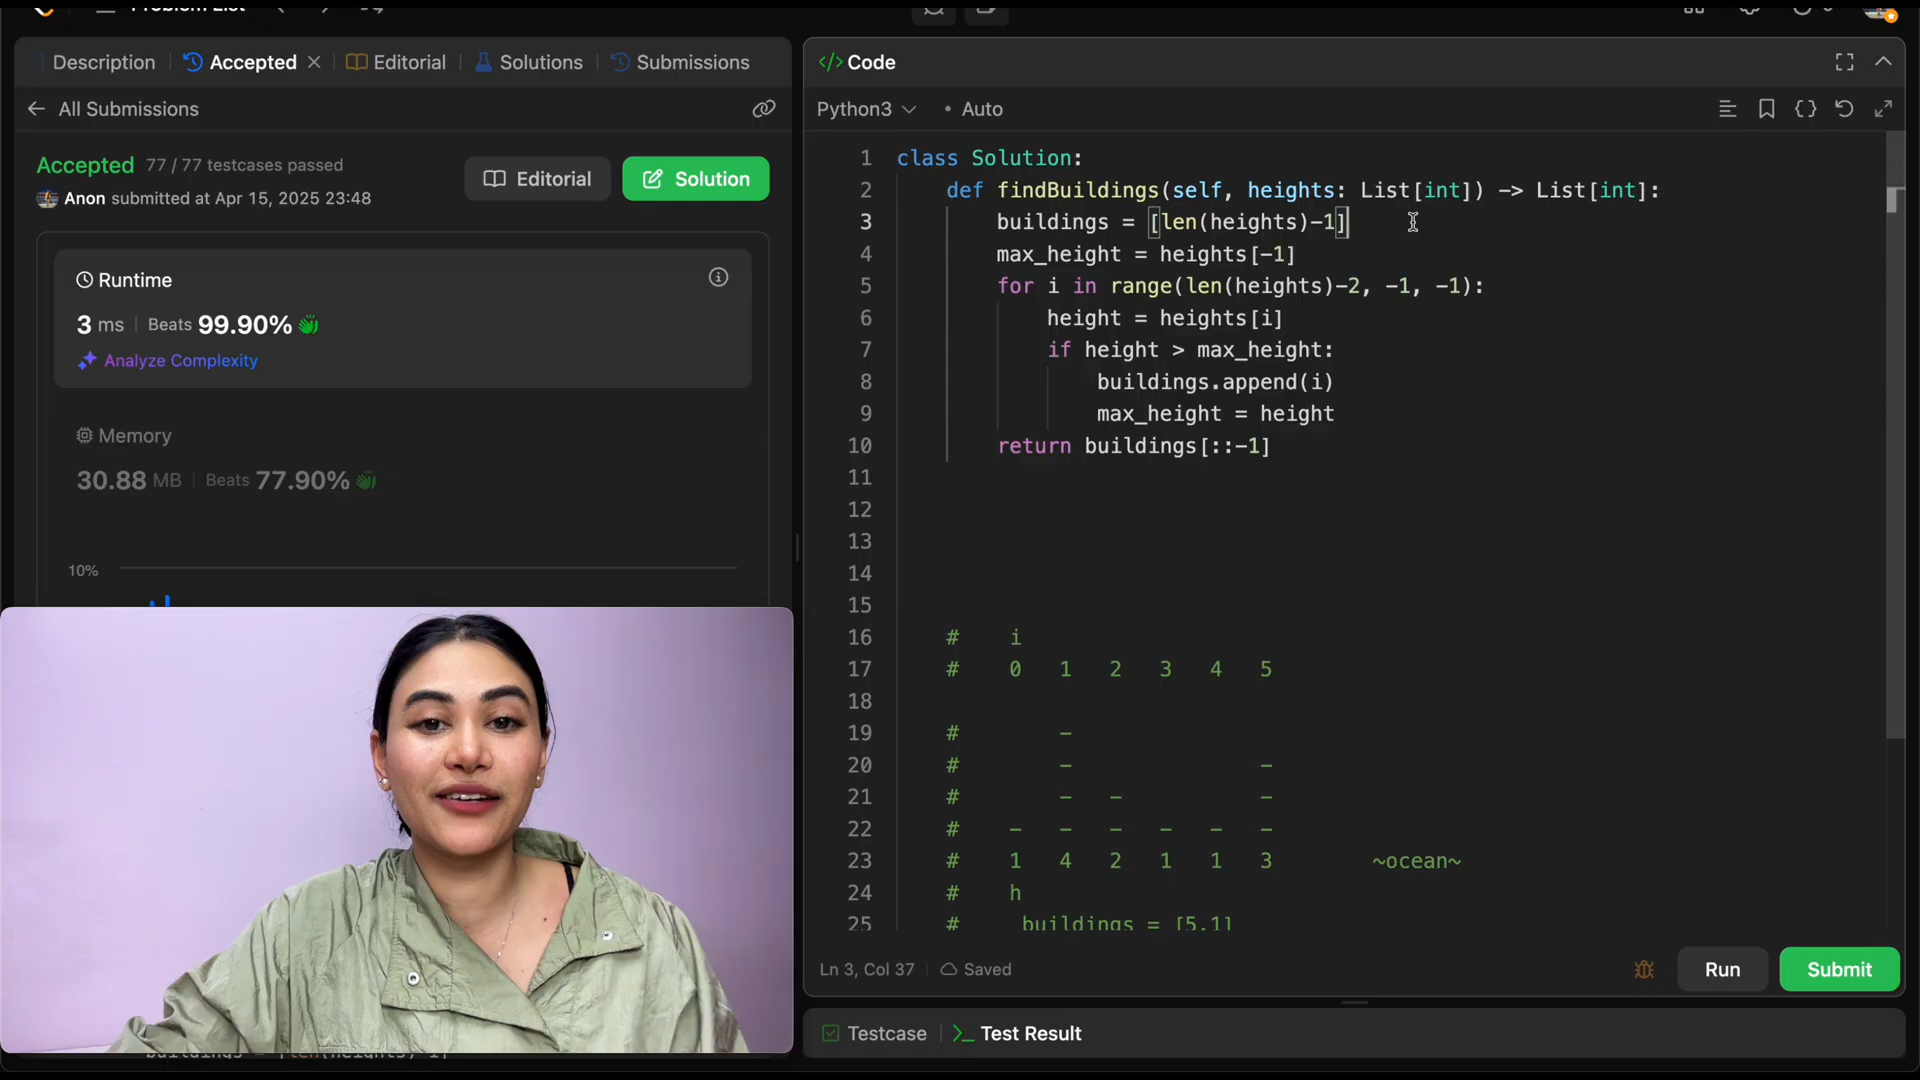 Problem List
Description
Accepted
Editorial
Solutions
Submissions
All Submissions
Accepted 77 / 77 testcases passed
Anon submitted at Apr 15, 2025 23:48
Editorial
Solution
Runtime
3 ms | Beats 99.90%
Analyze Complexity
Memory
30.88 MB | Beats 77.90%
10%
buildings = [len(heights)-1]
</> Code
Python3
• Auto
1 class Solution:
2 def findBuildings(self, heights: List[int]) -> List[int]:
3 buildings = [len(heights)-1]
4 max_height = heights[-1]
5 for i in range(len(heights)-2, -1, -1):
6 height = heights[i]
7 if height > max_height:
8 buildings.append(i)
9 max_height = height
10 return buildings[::-1]
11
12
13
14
15
16 # i
17 # 0 1 2 3 4 5
18
19 # -
20 # - -
21 # - - -
22 # - - - - - -
23 # 1 4 2 1 1 3 ~ocean~
24 # h
25 # buildings = [5,1]
Ln 3, Col 37
Saved
Run
Submit
Testcase
>_ Test Result